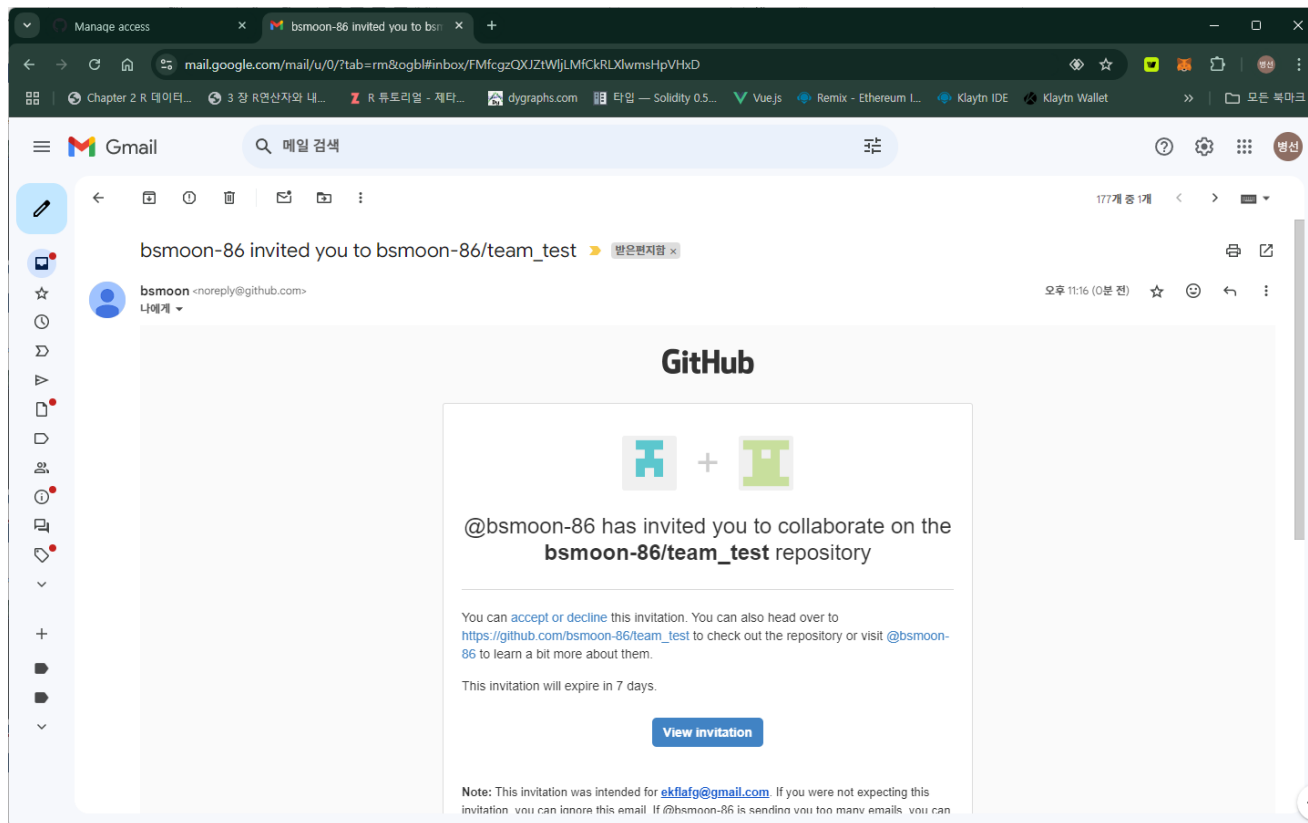 Manage access
bsmoon-86 invited you to bsm
mail.google.com/mail/u/0/?tab=rm&ogbl#inbox/FMfcgzQXJZtWljLMfCkRLXlwmsHpVHxD
병선
Chapter 2 R 데이터...
3 장 R연산자와 내...
R 튜토리얼 - 제타...
dygraphs.com
타입 — Solidity 0.5...
Vue.js
Remix - Ethereum I...
Klaytn IDE
Klaytn Wallet
모든 북마크
Gmail
메일 검색
병선
177개 중 1개
bsmoon-86 invited you to bsmoon-86/team_test
받은편지함 ×
bsmoon <noreply@github.com>
오후 11:16 (0분 전)
나에게
GitHub
@bsmoon-86 has invited you to collaborate on the
bsmoon-86/team_test repository
You can accept or decline this invitation. You can also head over to
https://github.com/bsmoon-86/team_test to check out the repository or visit @bsmoon-
86 to learn a bit more about them.
This invitation will expire in 7 days.
View invitation
Note: This invitation was intended for ekflafg@gmail.com. If you were not expecting this
invitation, you can ignore this email. If @bsmoon-86 is sending you too many emails, you can